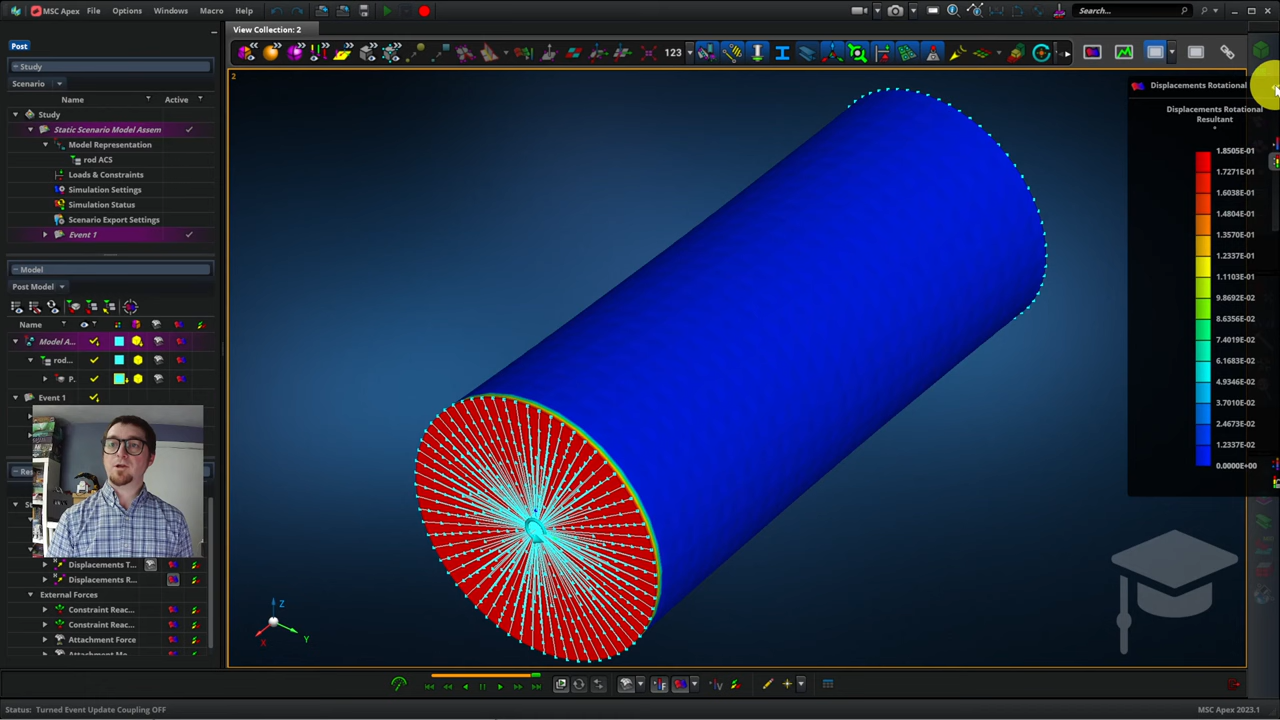 MSC Apex
File
Options
Windows
Macro
Help
Search...
Post
View Collection: 2
Study
123
Scenario
2
Name
Active
Displacements Rotational
Study
Static Scenario Model Assem
Displacements Rotational
Resultant
°
Model Representation
rod ACS
Loads & Constraints
Simulation Settings
Simulation Status
Scenario Export Settings
Event 1
1.8505E-01
1.7271E-01
1.6038E-01
1.4804E-01
1.3570E-01
1.2337E-01
1.1103E-01
9.8692E-02
8.6356E-02
7.4019E-02
6.1683E-02
4.9346E-02
3.7010E-02
2.4673E-02
1.2337E-02
0.0000E+00
Model
Post Model
Name
Model A...
rod...
P.
Event 1
Displacements T...
Displacements R...
External Forces
Constraint Reac...
Constraint Reac...
Attachment Force
Z
Y
X
Status: Turned Event Update Coupling OFF
MSC Apex 2023.1